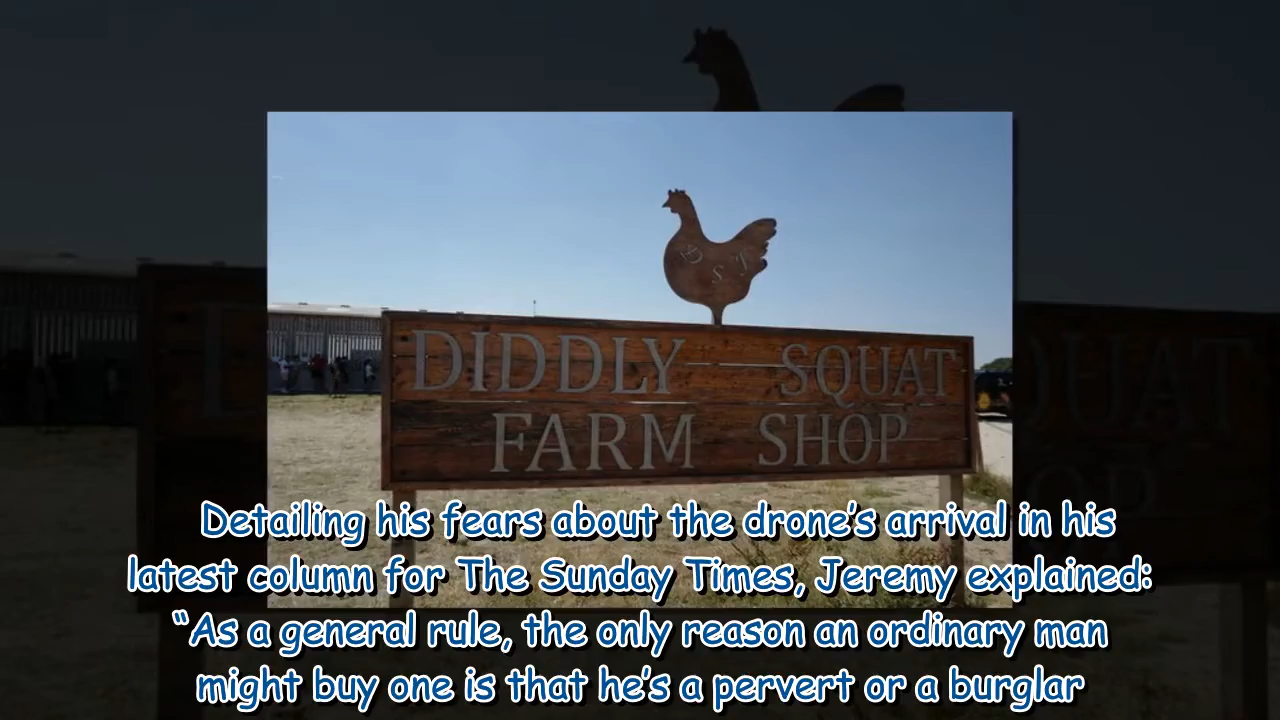 D S F
DIDDLY SQUAT
FARM SHOP
Detailing his fears about the drone’s arrival in his
latest column for The Sunday Times, Jeremy explained:
“As a general rule, the only reason an ordinary man
might buy one is that he’s a pervert or a burglar